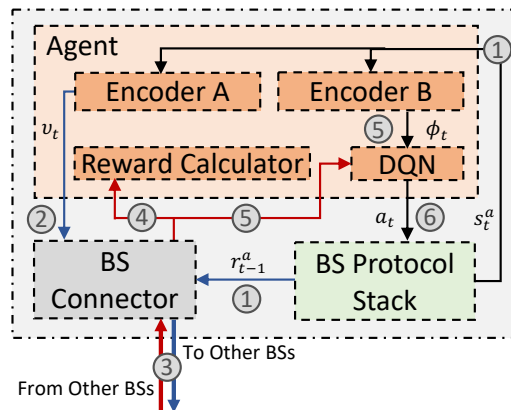 Agent
1
Encoder A
Encoder B
υ_t
5
ϕ_t
Reward Calculator
DQN
2
4
5
a_t
6
s_t^a
BS
Connector
r_{t-1}^a
1
BS Protocol
Stack
3
To Other BSs
From Other BSs